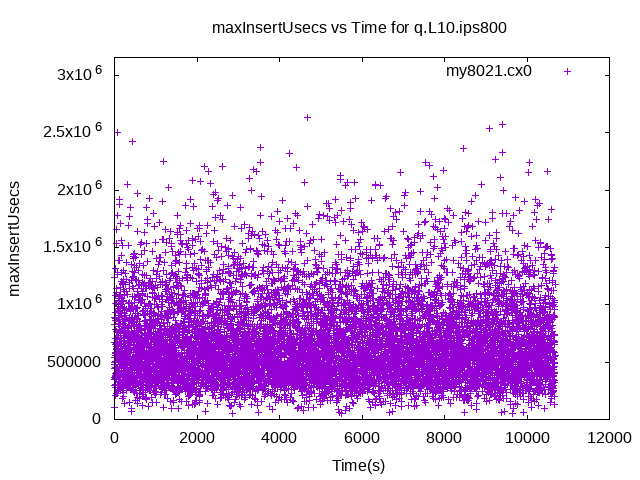 maxInsertUsecs vs Time for q.L10.ips800
my8021.cx0
3x10^6
2.5x10^6
2x10^6
1.5x10^6
1x10^6
500000
0
maxInsertUsecs
0 2000 4000 6000 8000 10000 12000
Time(s)